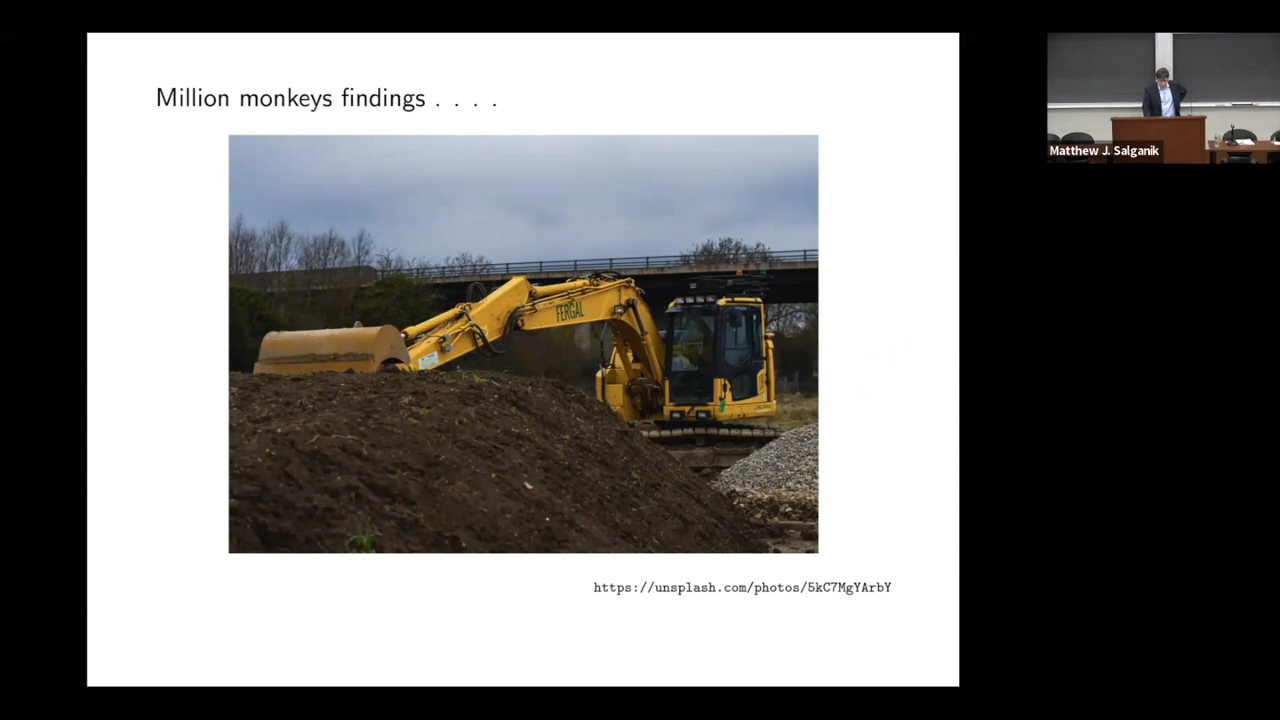 Million monkeys findings . . . .
FERGAL
https://unsplash.com/photos/5kC7MgYArbY
Matthew J. Salganik